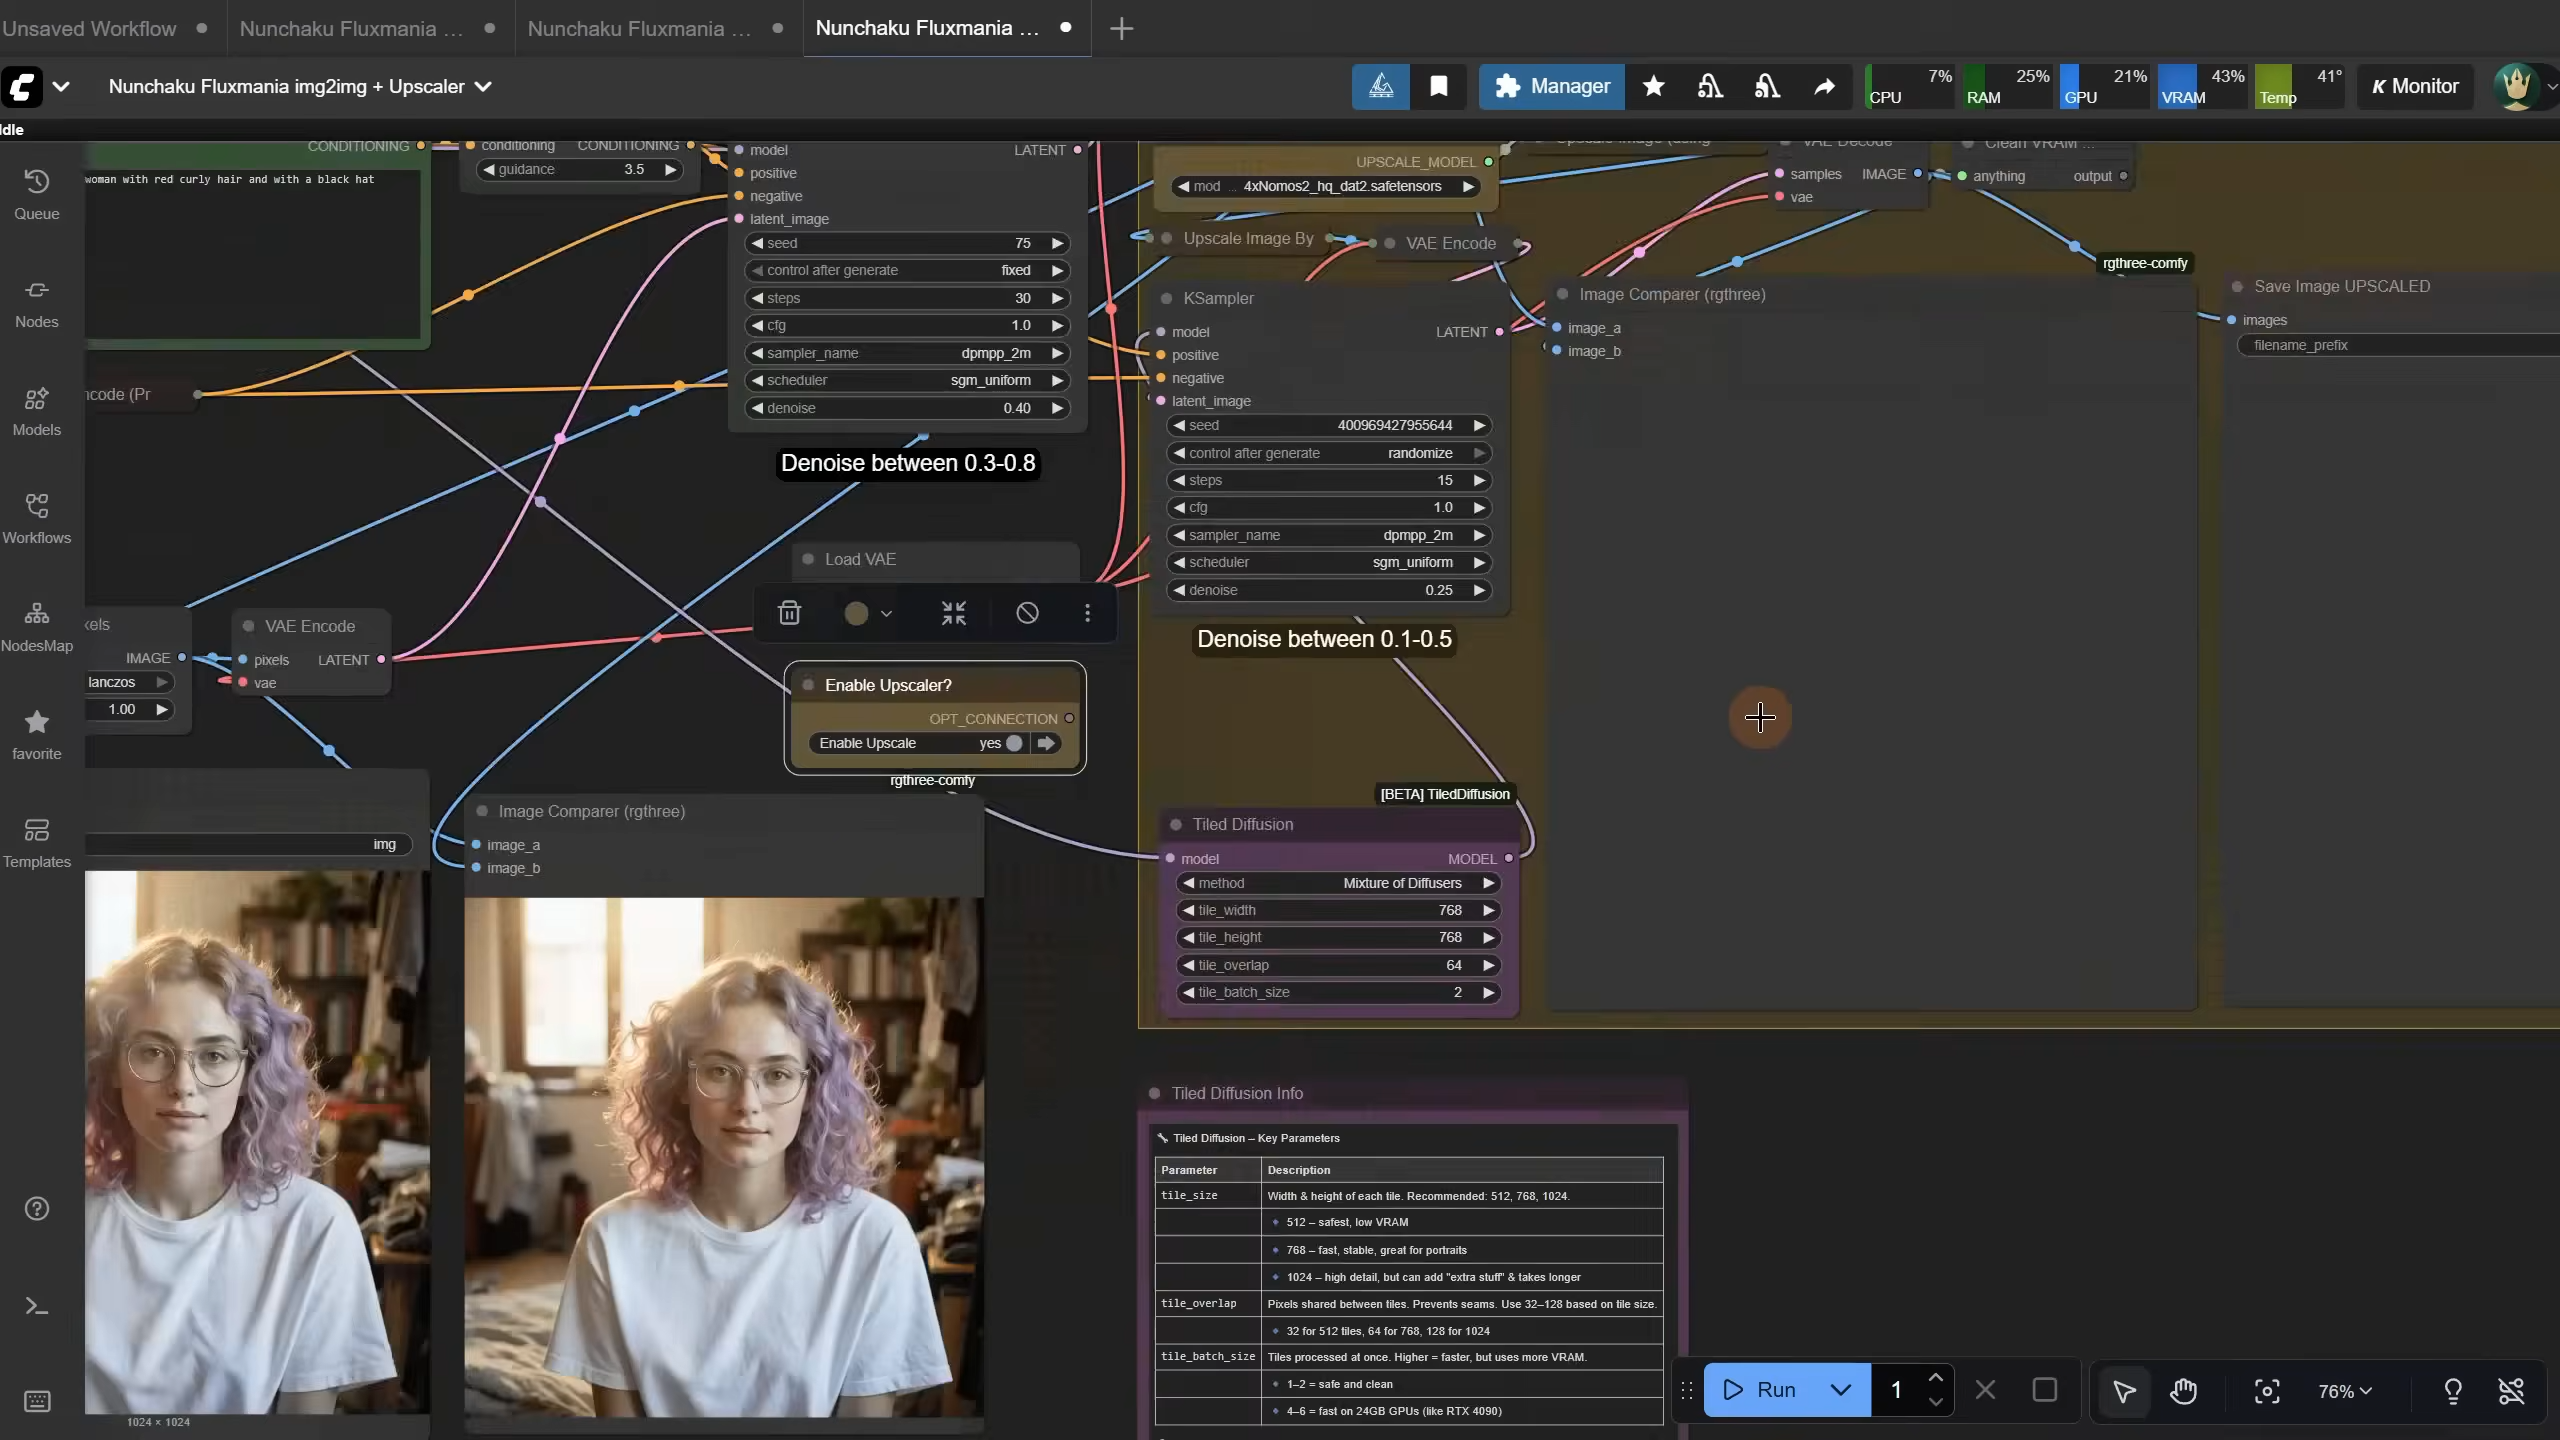 Unsaved Workflow
Nunchaku Fluxmania ...
Nunchaku Fluxmania ...
Nunchaku Fluxmania ...
Nunchaku Fluxmania img2img + Upscaler
Manager
7%
CPU
25%
RAM
21%
GPU
43%
VRAM
41°
Temp
K Monitor
Idle
Queue
Nodes
Models
Workflows
NodesMap
favorite
Templates
CONDITIONING
woman with red curly hair and with a black hat
conditioning CONDITIONING
guidance 3.5
model LATENT
positive
negative
latent_image
seed 75
control after generate fixed
steps 30
cfg 1.0
sampler_name dpmpp_2m
scheduler sgm_uniform
denoise 0.40
Denoise between 0.3-0.8
ncode (Pr
xels
IMAGE
lanczos
1.00
VAE Encode
pixels LATENT
vae
Load VAE
Enable Upscaler?
OPT_CONNECTION
Enable Upscale yes
rgthree-comfy
img
1024 × 1024
Image Comparer (rgthree)
image_a
image_b
UPSCALE_MODEL
mod ... 4xNomos2_hq_dat2.safetensors
Upscale Image By
VAE Encode
Upscale Image (using
VAE Decode
samples IMAGE
vae
Clean VRAM ...
anything output
KSampler
model LATENT
positive
negative
latent_image
seed 400969427955644
control after generate randomize
steps 15
cfg 1.0
sampler_name dpmpp_2m
scheduler sgm_uniform
denoise 0.25
Denoise between 0.1-0.5
rgthree-comfy
Image Comparer (rgthree)
image_a
image_b
Save Image UPSCALED
images
filename_prefix
[BETA] TiledDiffusion
Tiled Diffusion
model MODEL
method Mixture of Diffusers
tile_width 768
tile_height 768
tile_overlap 64
tile_batch_size 2
Tiled Diffusion Info
Tiled Diffusion – Key Parameters
Parameter Description
tile_size Width & height of each tile. Recommended: 512, 768, 1024.
512 – safest, low VRAM
768 – fast, stable, great for portraits
1024 – high detail, but can add "extra stuff" & takes longer
tile_overlap Pixels shared between tiles. Prevents seams. Use 32–128 based on tile size.
32 for 512 tiles, 64 for 768, 128 for 1024
tile_batch_size Tiles processed at once. Higher = faster, but uses more VRAM.
1–2 = safe and clean
4–6 = fast on 24GB GPUs (like RTX 4090)
Run
1
76%